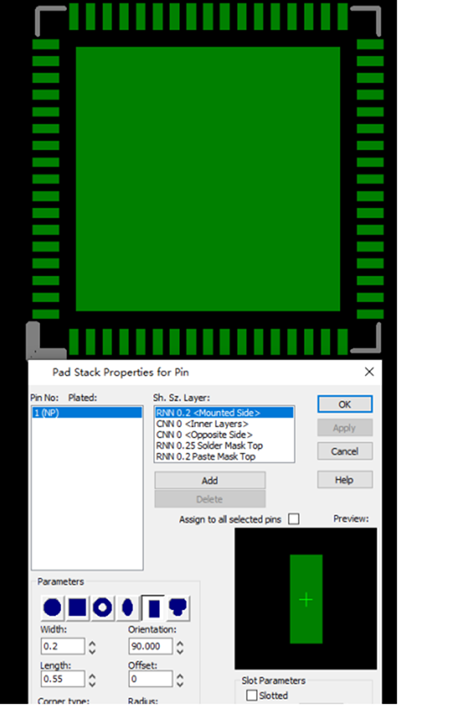 Pad Stack Properties for Pin
Pin No: Plated:
Sh. Sz. Layer:
1 (NP)
RNN 0.2 <Mounted Side>
CNN 0 <Inner Layers>
CNN 0 <Opposite Side>
RNN 0.25 Solder Mask Top
RNN 0.2 Paste Mask Top
OK
Apply
Cancel
Help
Add
Delete
Assign to all selected pins
Preview:
Parameters
Width:
Orientation:
0.2
90.000
Length:
Offset:
0.55
0
Corner type:
Radius:
Slot Parameters
Slotted